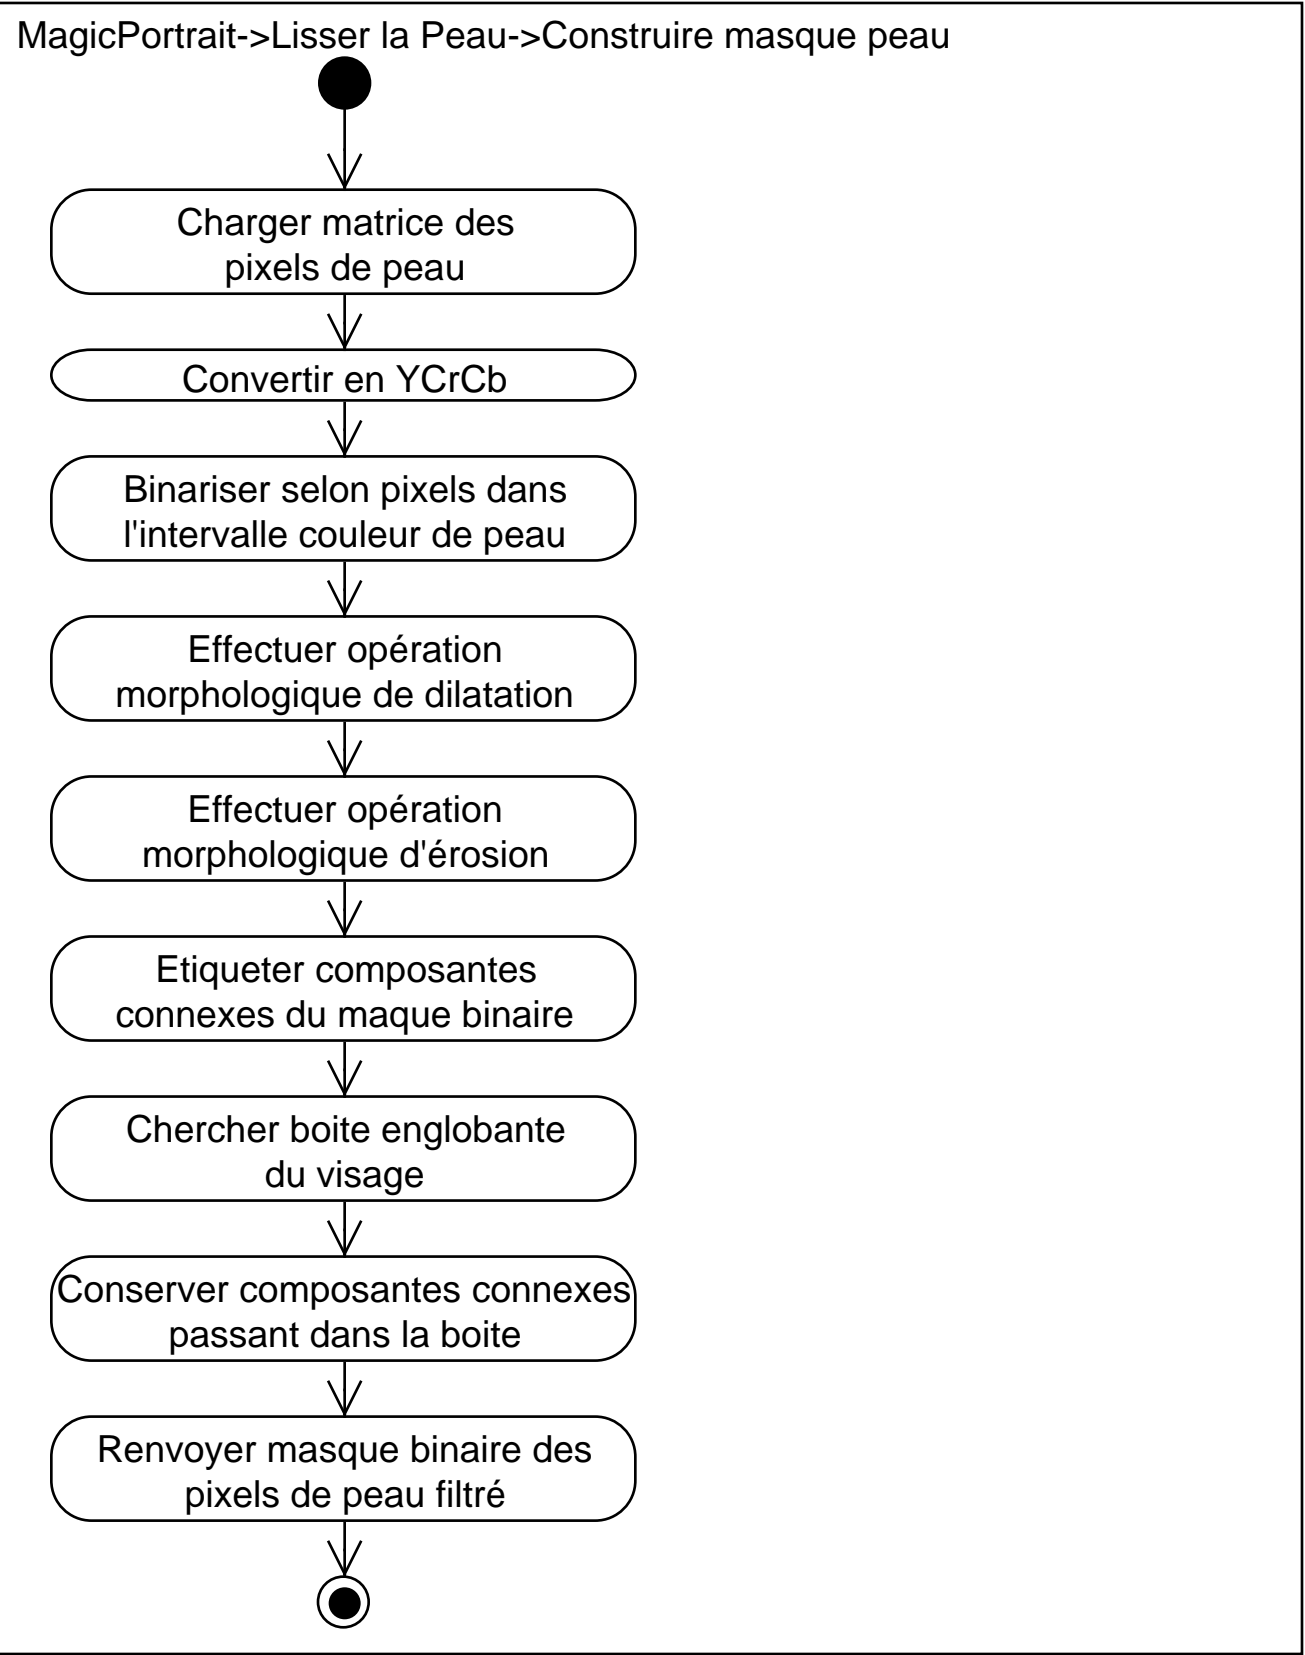 MagicPortrait->Lisser la Peau->Construire masque peau
Charger matrice des
pixels de peau
Convertir en YCrCb
Binariser selon pixels dans
l'intervalle couleur de peau
Effectuer opération
morphologique de dilatation
Effectuer opération
morphologique d'érosion
Etiqueter composantes
connexes du maque binaire
Chercher boite englobante
du visage
Conserver composantes connexes
passant dans la boite
Renvoyer masque binaire des
pixels de peau filtré